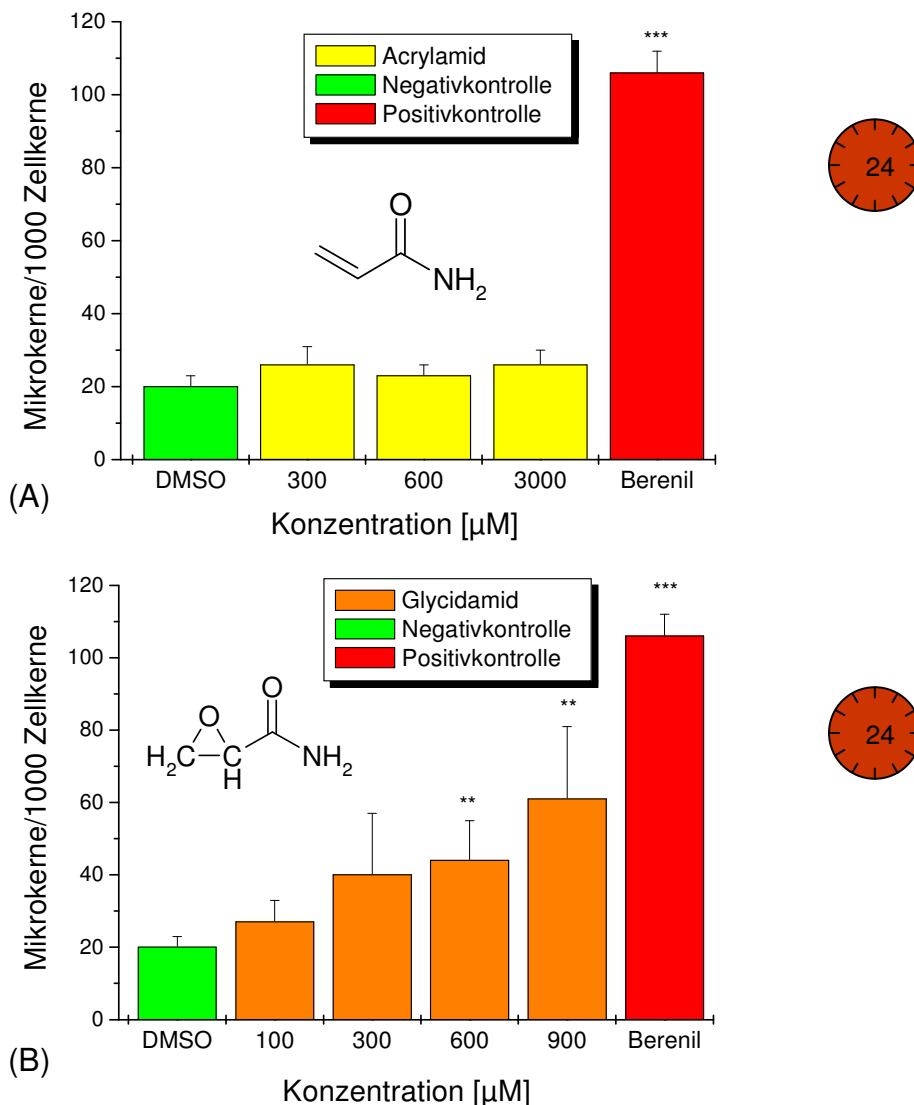 120
100
80
60
40
20
0
Mikrokerne/1000 Zellkerne
Acrylamid
Negativkontrolle
Positivkontrolle
***
24
O
NH2
DMSO 300 600 3000 Berenil
(A)
Konzentration [µM]
120
100
80
60
40
20
0
Mikrokerne/1000 Zellkerne
Glycidamid
Negativkontrolle
Positivkontrolle
***
**
**
24
O
O
H2C
C
H
NH2
DMSO 100 300 600 900 Berenil
(B)
Konzentration [µM]